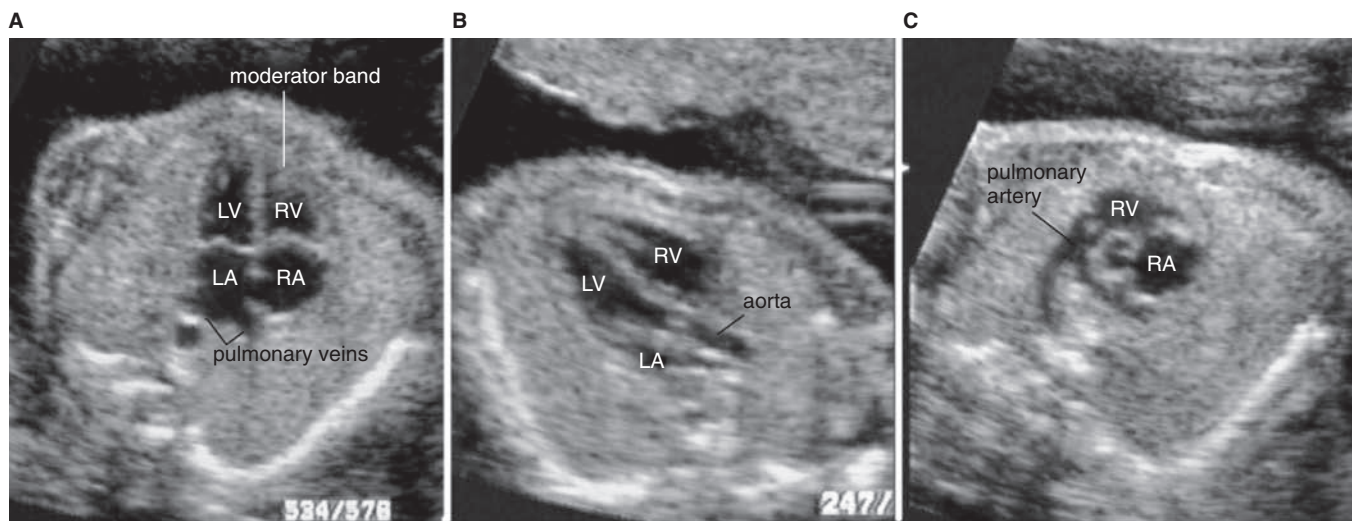 A
B
C
moderator band
LV
RV
LA
RA
pulmonary veins
534/578
RV
LV
aorta
LA
247/
pulmonary
artery
RV
RA